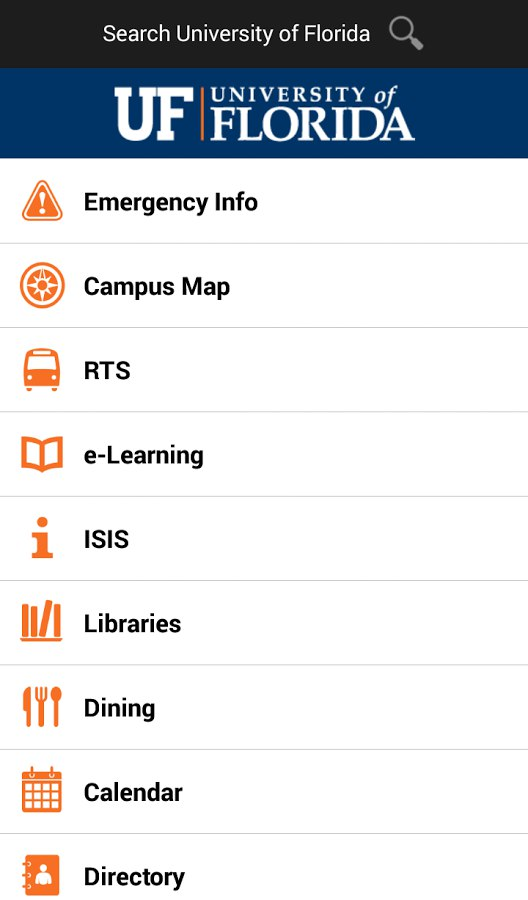 Search University of Florida
UF UNIVERSITY of
FLORIDA
Emergency Info
Campus Map
RTS
e-Learning
ISIS
Libraries
Dining
Calendar
Directory